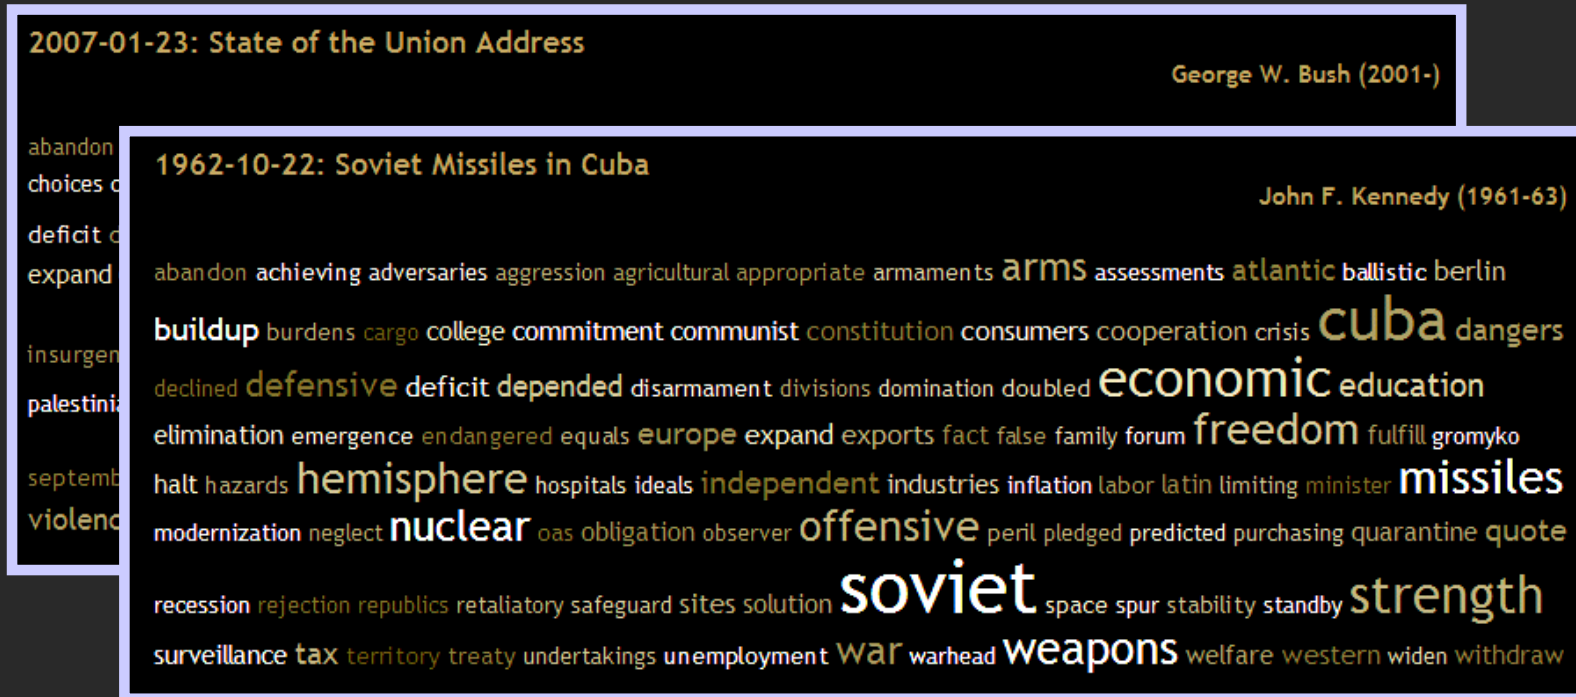 2007-01-23: State of the Union Address
George W. Bush (2001-)
abandon
choices
deficit
expand
palestini
septemb
violenc
1962-10-22: Soviet Missiles in Cuba
John F. Kennedy (1961-63)
abandon achieving adversaries aggression agricultural appropriate armaments arms assessments atlantic ballistic berlin
buildup burdens cargo college commitment communist constitution consumers cooperation crisis cuba dangers
declined defensive deficit depended disarmament divisions domination doubled economic education
elimination emergence endangered equals europe expand exports fact false family forum freedom fulfill gromyko
halt hazards hemisphere hospitals ideals independent industries inflation labor latin limiting minister missiles
modernization neglect nuclear oas obligation observer offensive peril pledged predicted purchasing quarantine quote
recession rejection republics retaliatory safeguard sites solution soviet space spur stability standby strength
surveillance tax territory treaty undertakings unemployment war warhead weapons welfare western widen withdraw